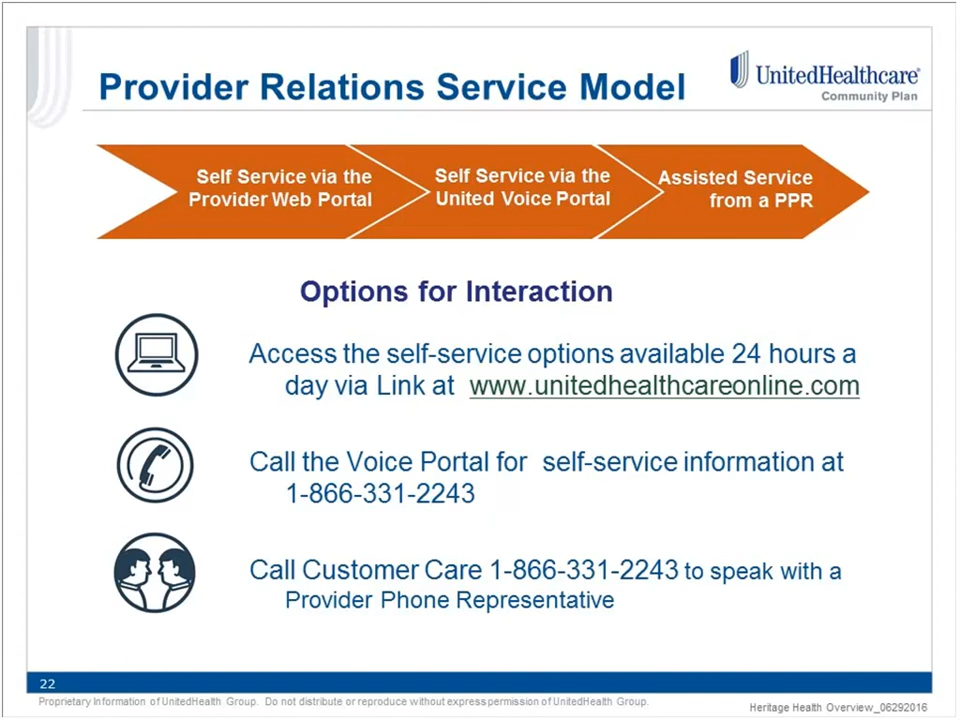 Provider Relations Service Model
UnitedHealthcare®
Community Plan
Self Service via the
Provider Web Portal
Self Service via the
United Voice Portal
Assisted Service
from a PPR
Options for Interaction
Access the self-service options available 24 hours a
day via Link at www.unitedhealthcareonline.com
Call the Voice Portal for self-service information at
1-866-331-2243
Call Customer Care 1-866-331-2243 to speak with a
Provider Phone Representative
22
Proprietary Information of UnitedHealth Group. Do not distribute or reproduce without express permission of UnitedHealth Group.
Heritage Health Overview_06292016